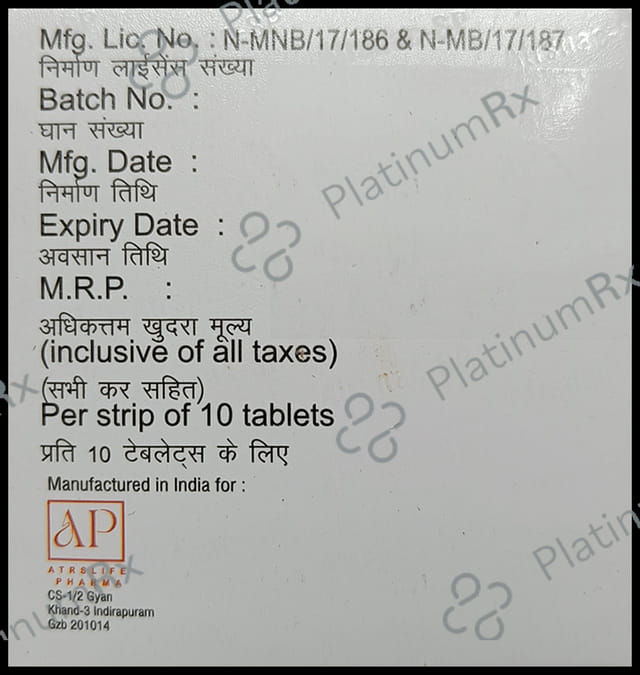 Mfg. Lic. No. : N-MNB/17/186 & N-MB/17/187
निर्माण लाईसेंस संख्या
Batch No. :
घान संख्या
Mfg. Date :
निर्माण तिथि
Expiry Date :
अवसान तिथि
M.R.P. :
अधिकत्तम खुदरा मूल्य
(inclusive of all taxes)
(सभी कर सहित)
Per strip of 10 tablets
प्रति 10 टेबलेट्स के लिए
Manufactured in India for :
AP
ATRSLIFE
PHARMA
CS-1/2 Gyan
Khand-3 Indirapuram
Gzb 201014
PlatinumRx
PlatinumRx
Platinum
PlatinumRx
Rx